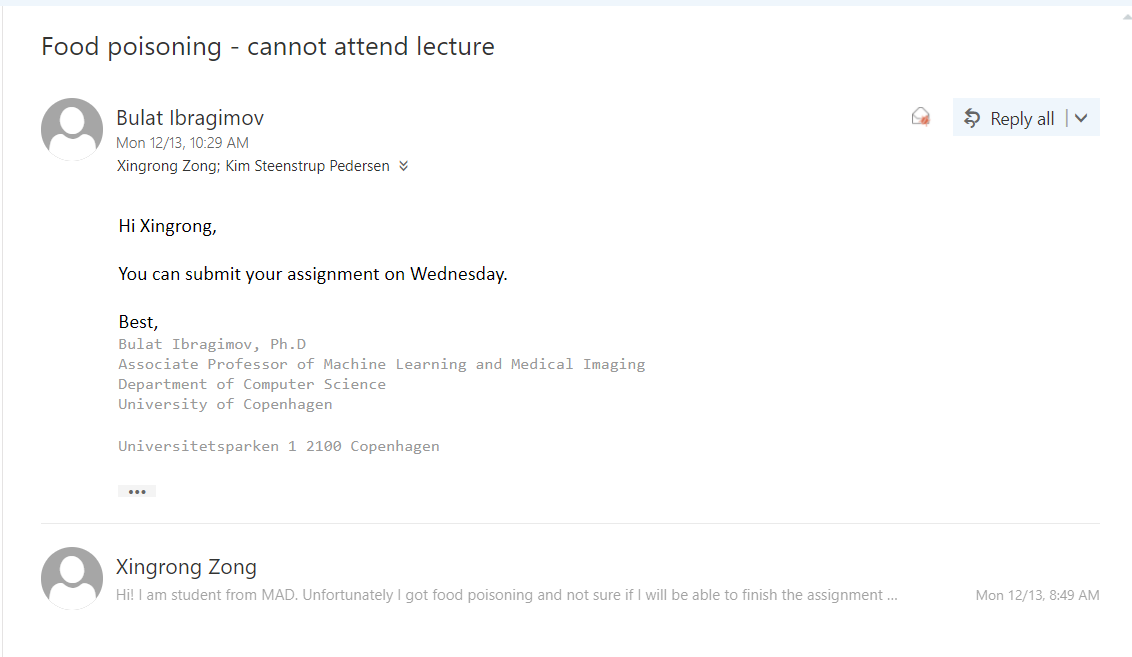 Food poisoning - cannot attend lecture
Bulat Ibragimov
Reply all
Mon 12/13, 10:29 AM
Xingrong Zong; Kim Steenstrup Pedersen
Hi Xingrong,
You can submit your assignment on Wednesday.
Best,
Bulat Ibragimov, Ph.D
Associate Professor of Machine Learning and Medical Imaging
Department of Computer Science
University of Copenhagen
Universitetsparken 1 2100 Copenhagen
•••
Xingrong Zong
Hi! I am student from MAD. Unfortunately I got food poisoning and not sure if I will be able to finish the assignment ...
Mon 12/13, 8:49 AM